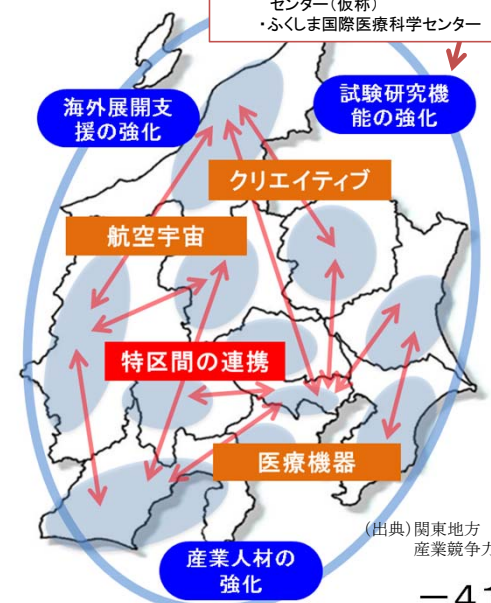 センター(仮称)
・ふくしま国際医療科学センター
海外展開支
援の強化
試験研究機
能の強化
クリエイティブ
航空宇宙
特区間の連携
医療機器
(出典)関東地方
産業競争力
産業人材の
強化